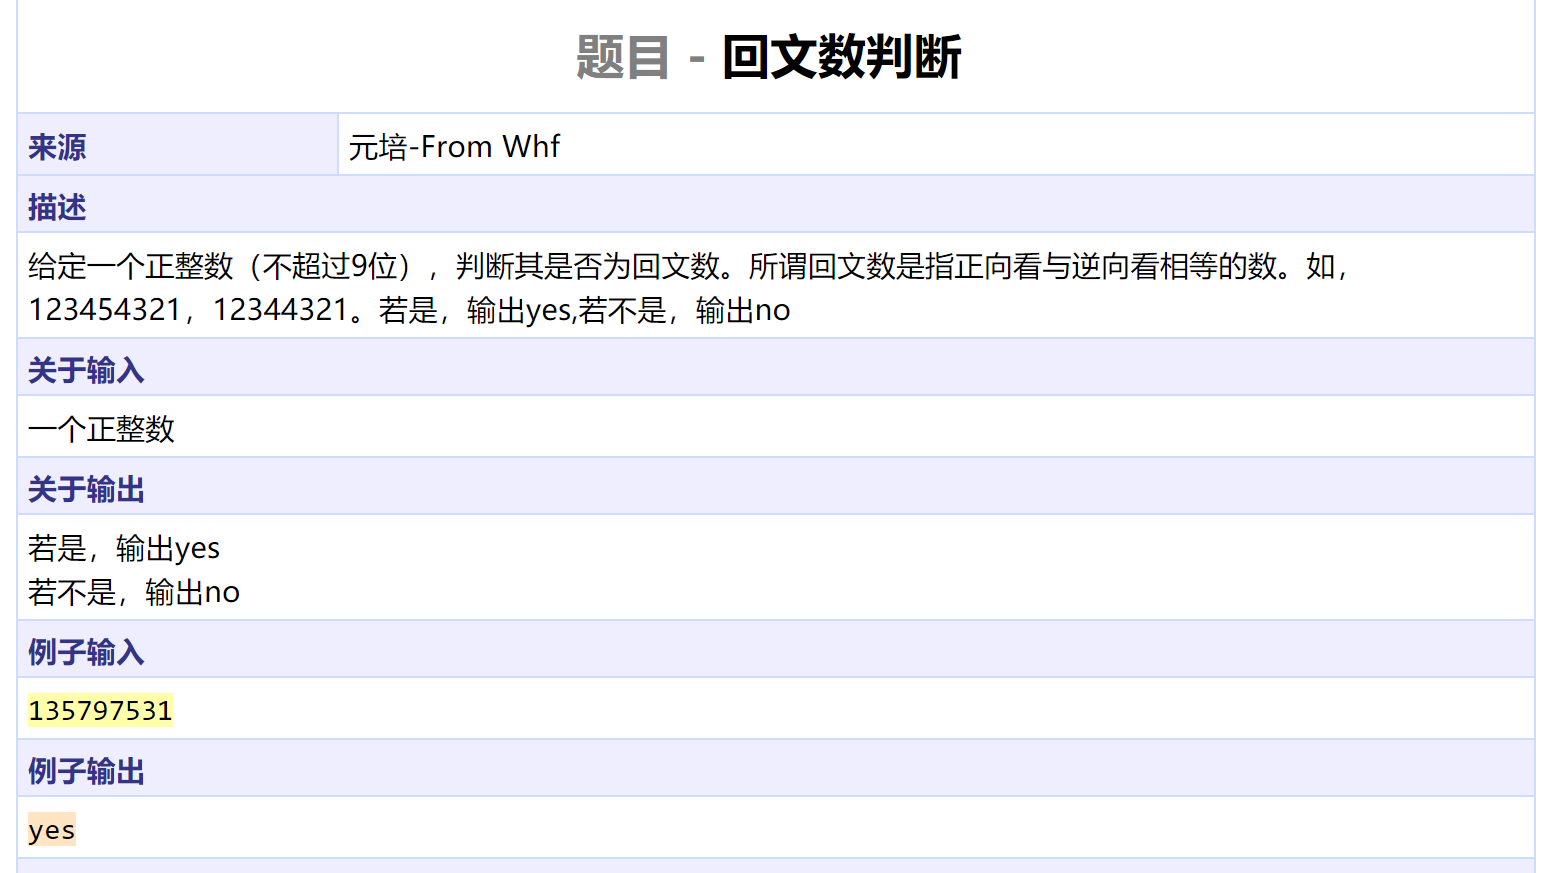 题目 - 回文数判断
来源 元培-From Whf
描述
给定一个正整数（不超过9位），判断其是否为回文数。所谓回文数是指正向看与逆向看相等的数。如，
123454321，12344321。若是，输出yes,若不是，输出no
关于输入
一个正整数
关于输出
若是，输出yes
若不是，输出no
例子输入
135797531
例子输出
yes